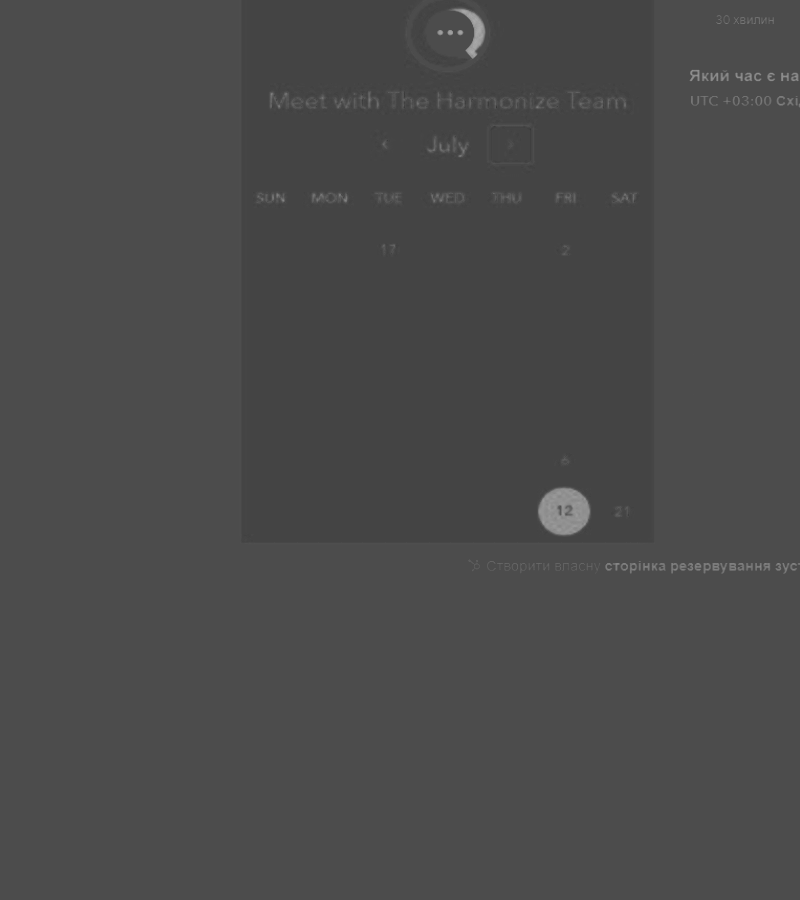 30 хвилин
Meet with The Harmonize Team
Який час є на
UTC +03:00 Схі
July
SUN MON TUE WED THU FRI SAT
17 2
6
12 21
Створити власну сторінка резервування зуст